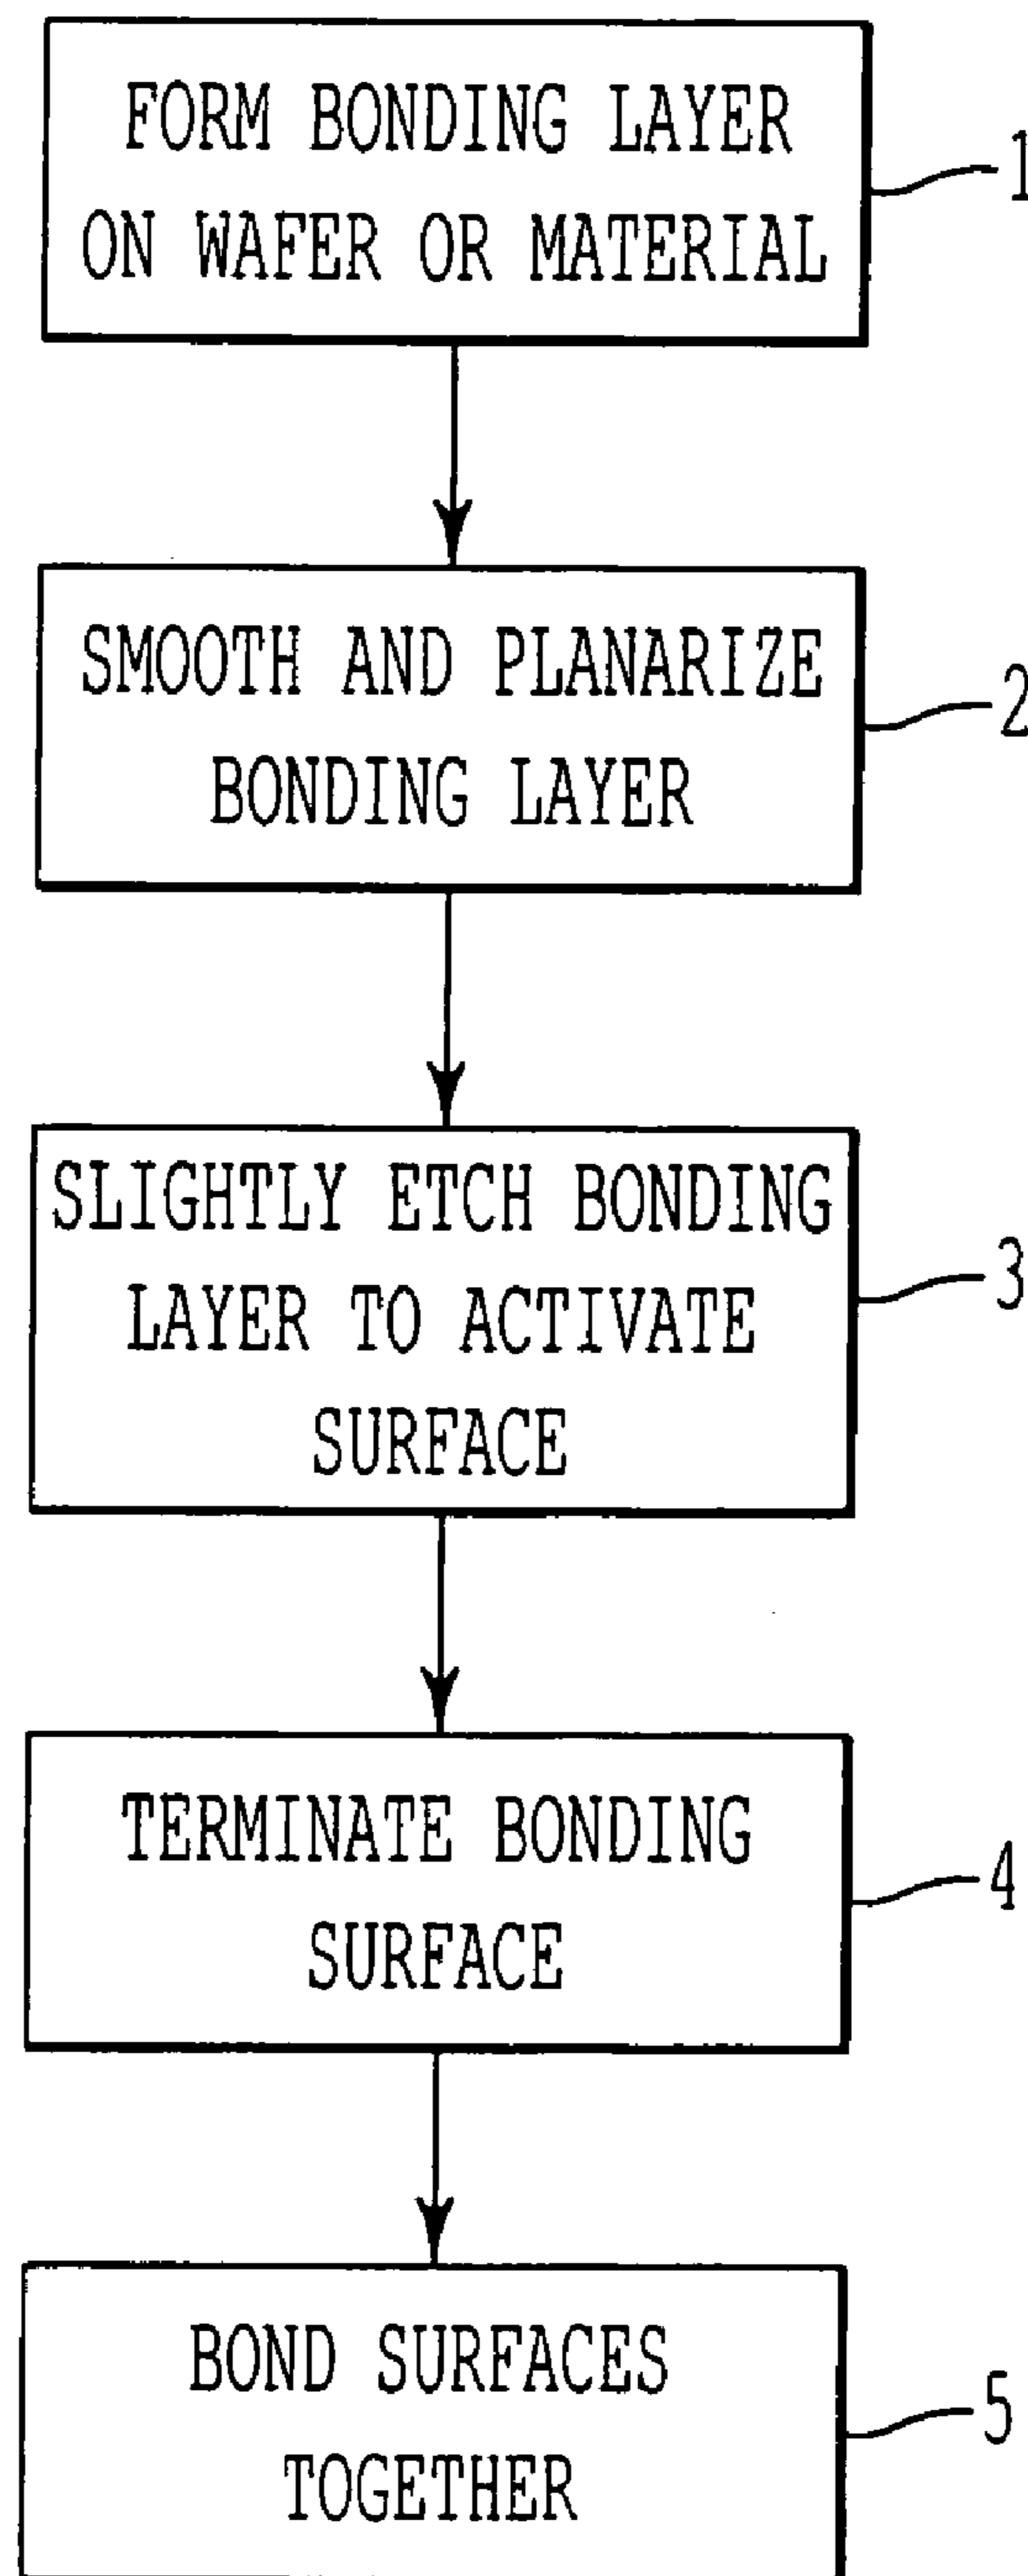 FORM BONDING LAYER
ON WAFER OR MATERIAL
1
SMOOTH AND PLANARIZE
BONDING LAYER
2
SLIGHTLY ETCH BONDING
LAYER TO ACTIVATE
SURFACE
3
TERMINATE BONDING
SURFACE
4
BOND SURFACES
TOGETHER
5